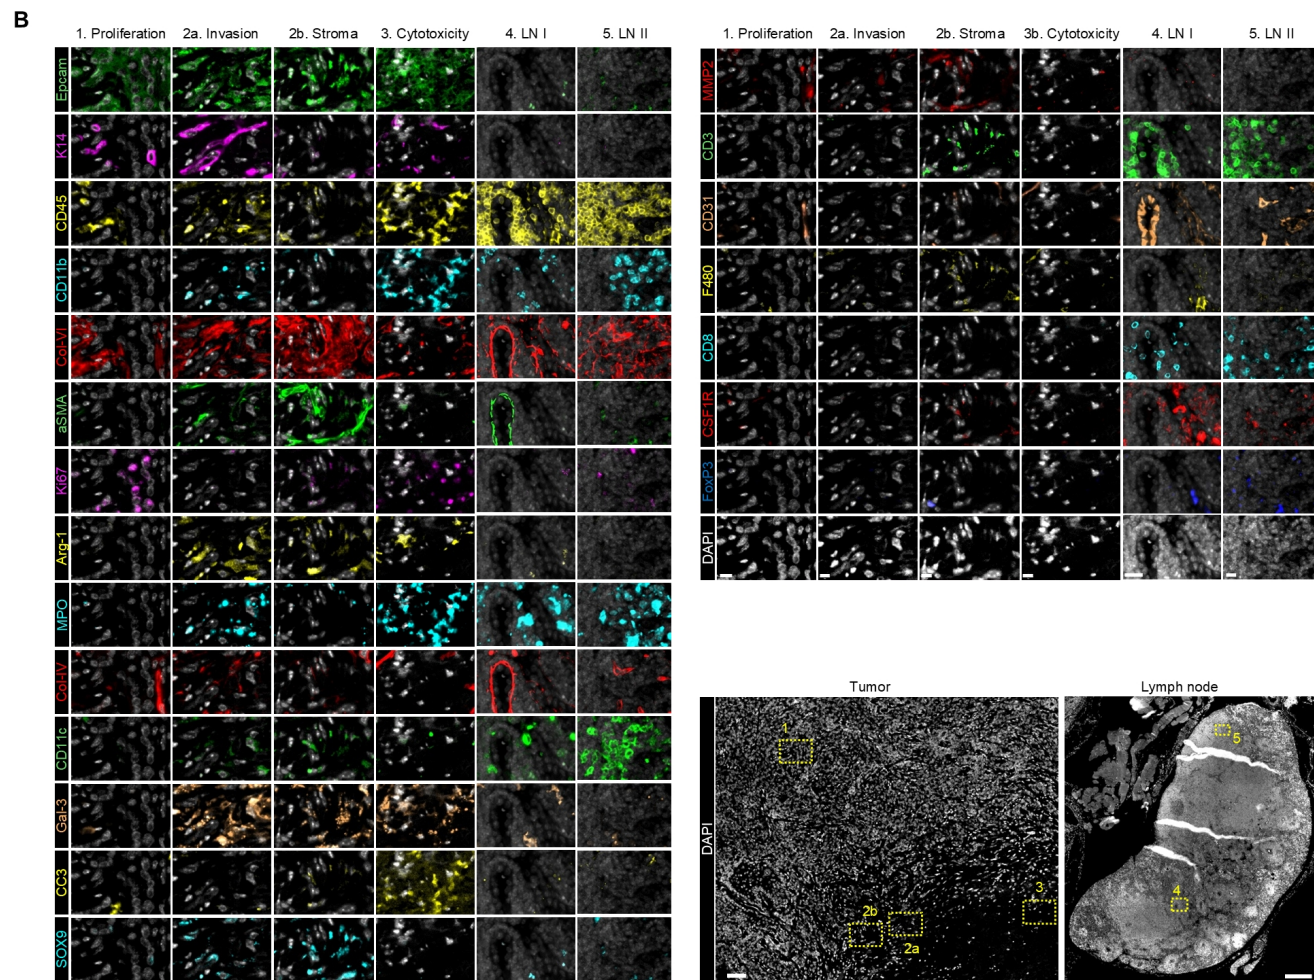 B
1. Proliferation 2a. Invasion 2b. Stroma 3. Cytotoxicity 4. LN I 5. LN II
Epcam
K14
CD45
CD11b
Col-VI
aSMA
Ki67
Arg-1
MPO
Col-IV
CD11c
Gal-3
CC3
SOX9
1. Proliferation 2a. Invasion 2b. Stroma 3b. Cytotoxicity 4. LN I 5. LN II
MMP2
CD3
CD31
F480
CD8
CSF1R
FoxP3
DAPI
Tumor Lymph node
DAPI
1
2b
2a
3
5
4